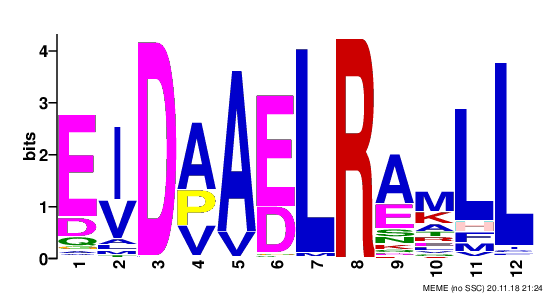 4
3
2
1
0
bits
E I D A A E L R A M L L
D V P V D K E K H
Q A V S A F
N M
1 2 3 4 5 6 7 8 9 10 11 12
MEME (no SSC) 20.11.18 21:24